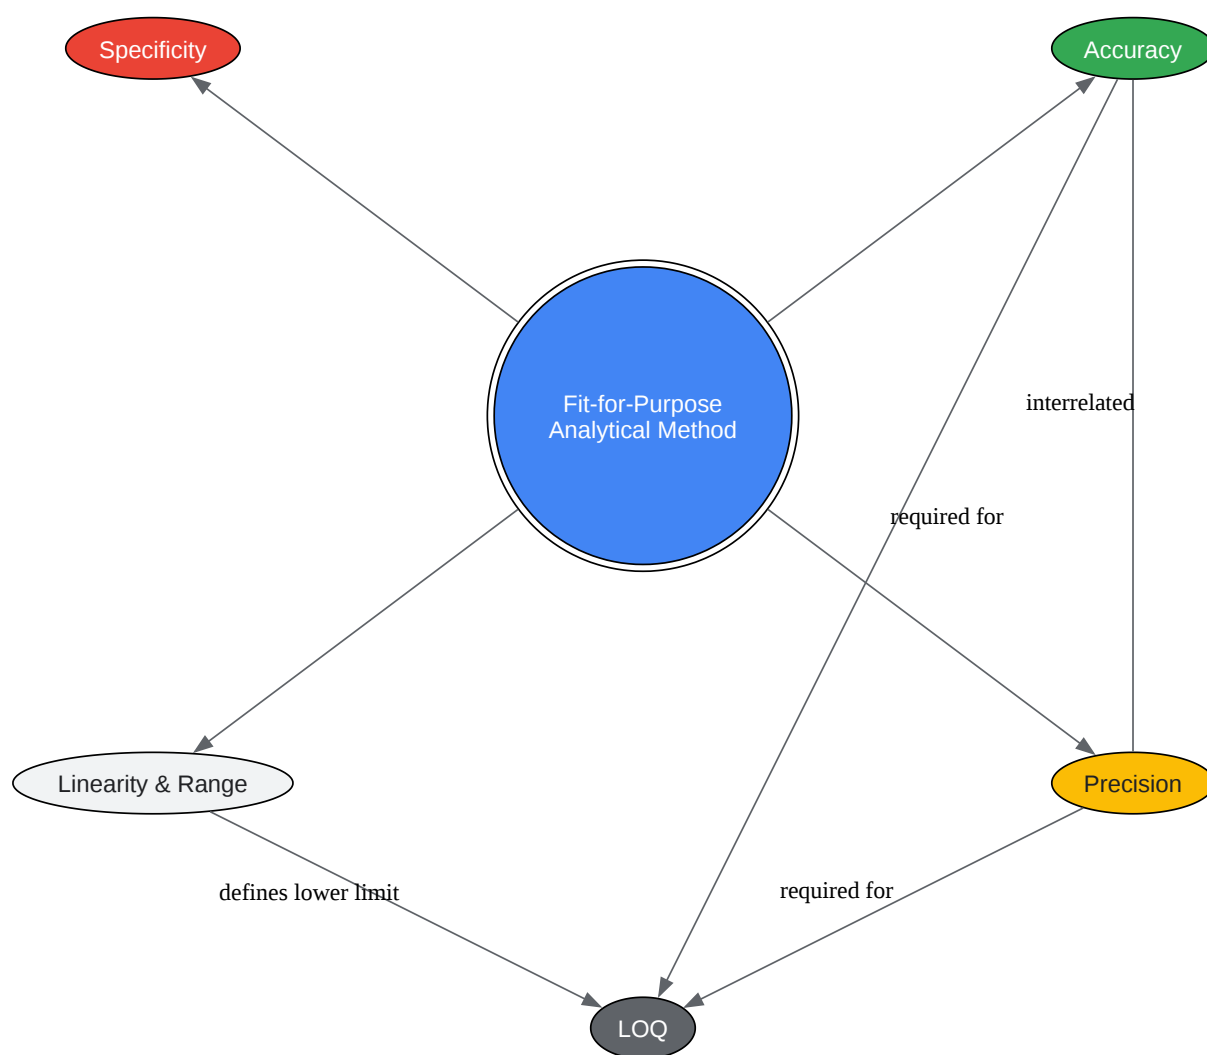 Specificity
Accuracy
Fit-for-Purpose
Analytical Method
interrelated
required for
Linearity & Range
Precision
defines lower limit
required for
LOQ